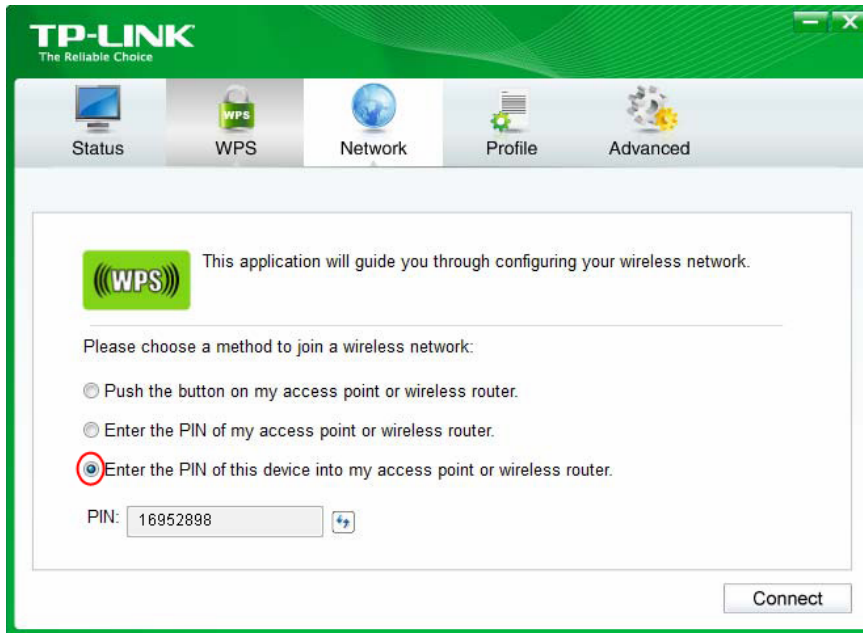 TP-LINK
The Reliable Choice
WPS
Status
WPS
Network
Profile
Advanced
WPS
This application will guide you through configuring your wireless network.
Please choose a method to join a wireless network:
Push the button on my access point or wireless router.
Enter the PIN of my access point or wireless router.
Enter the PIN of this device into my access point or wireless router.
PIN: 16952898
Connect